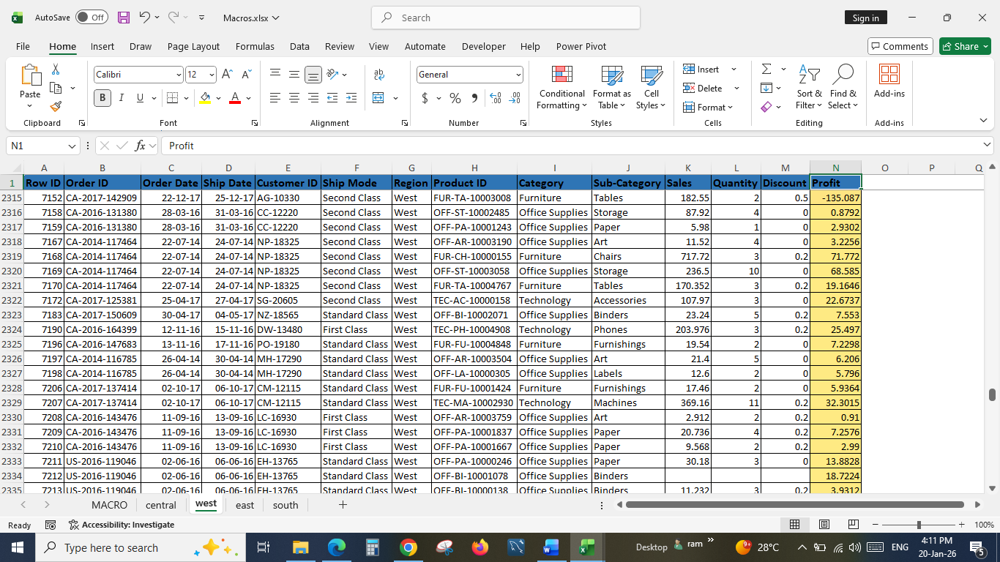 AutoSave Off Macros.xlsx Search Sign in
File Home Insert Draw Page Layout Formulas Data Review View Automate Developer Help Power Pivot Comments Share
Calibri 12 A A ab General Insert Σ A Z
Paste B I U A $ % 9 .00 Conditional Formatting Format as Table Cell Styles Delete Format Sort & Filter Find & Select Add-ins
Clipboard Font Alignment Number Styles Cells Editing Add-ins
N1 fx Profit
A B C D E F G H I J K L M N O P Q
1 Row ID Order ID Order Date Ship Date Customer ID Ship Mode Region Product ID Category Sub-Category Sales Quantity Discount Profit
2315 7152 CA-2017-142909 22-12-17 25-12-17 AG-10330 Second Class West FUR-TA-10003008 Furniture Tables 182.55 2 0.5 -135.087
2316 7158 CA-2016-131380 28-03-16 31-03-16 CC-12220 Second Class West OFF-ST-10002485 Office Supplies Storage 87.92 4 0 0.8792
2317 7159 CA-2016-131380 28-03-16 31-03-16 CC-12220 Second Class West OFF-PA-10001243 Office Supplies Paper 5.98 1 0 2.9302
2318 7167 CA-2014-117464 22-07-14 24-07-14 NP-18325 Second Class West OFF-AR-10003190 Office Supplies Art 11.52 4 0 3.2256
2319 7168 CA-2014-117464 22-07-14 24-07-14 NP-18325 Second Class West FUR-CH-10000155 Furniture Chairs 717.72 3 0.2 71.772
2320 7169 CA-2014-117464 22-07-14 24-07-14 NP-18325 Second Class West OFF-ST-10003058 Office Supplies Storage 236.5 10 0 68.585
2321 7170 CA-2014-117464 22-07-14 24-07-14 NP-18325 Second Class West FUR-TA-10004767 Furniture Tables 170.352 3 0.2 19.1646
2322 7172 CA-2017-125381 25-04-17 27-04-17 SG-20605 Second Class West TEC-AC-10000158 Technology Accessories 107.97 3 0 22.6737
2323 7183 CA-2017-150609 30-04-17 04-05-17 NZ-18565 Standard Class West OFF-BI-10002071 Office Supplies Binders 23.24 5 0.2 7.553
2324 7190 CA-2016-164399 12-11-16 15-11-16 DW-13480 First Class West TEC-PH-10004908 Technology Phones 203.976 3 0.2 25.497
2325 7196 CA-2016-147683 13-11-16 17-11-16 PO-19180 Standard Class West FUR-FU-10004848 Furniture Furnishings 19.54 2 0 7.2298
2326 7197 CA-2014-116785 26-04-14 30-04-14 MH-17290 Standard Class West OFF-AR-10003504 Office Supplies Art 21.4 5 0 6.206
2327 7198 CA-2014-116785 26-04-14 30-04-14 MH-17290 Standard Class West OFF-LA-10000305 Office Supplies Labels 12.6 2 0 5.796
2328 7206 CA-2017-137414 02-10-17 06-10-17 CM-12115 Standard Class West FUR-FU-10001424 Furniture Furnishings 17.46 2 0 5.9364
2329 7207 CA-2017-137414 02-10-17 06-10-17 CM-12115 Standard Class West TEC-MA-10002930 Technology Machines 369.16 11 0.2 32.3015
2330 7208 CA-2016-143476 11-09-16 13-09-16 LC-16930 First Class West OFF-AR-10003759 Office Supplies Art 2.912 2 0.2 0.91
2331 7209 CA-2016-143476 11-09-16 13-09-16 LC-16930 First Class West OFF-PA-10001837 Office Supplies Paper 20.736 4 0.2 7.2576
2332 7210 CA-2016-143476 11-09-16 13-09-16 LC-16930 First Class West OFF-PA-10001667 Office Supplies Paper 9.568 2 0.2 2.99
2333 7211 US-2016-119046 02-06-16 06-06-16 EH-13765 Standard Class West OFF-PA-10000246 Office Supplies Paper 30.18 3 0 13.8828
2334 7212 US-2016-119046 02-06-16 06-06-16 EH-13765 Standard Class West OFF-BI-10001078 Office Supplies Binders 18.7224
2335 7213 US-2016-119046 02-06-16 06-06-16 EH-13765 Standard Class West OFF-BI-10000138 Office Supplies Binders 11.232 3 0.2 3.9312
MACRO central west east south
Ready Accessibility: Investigate 100%
Type here to search Desktop ram 28°C ENG 4:11 PM
20-Jan-26 5